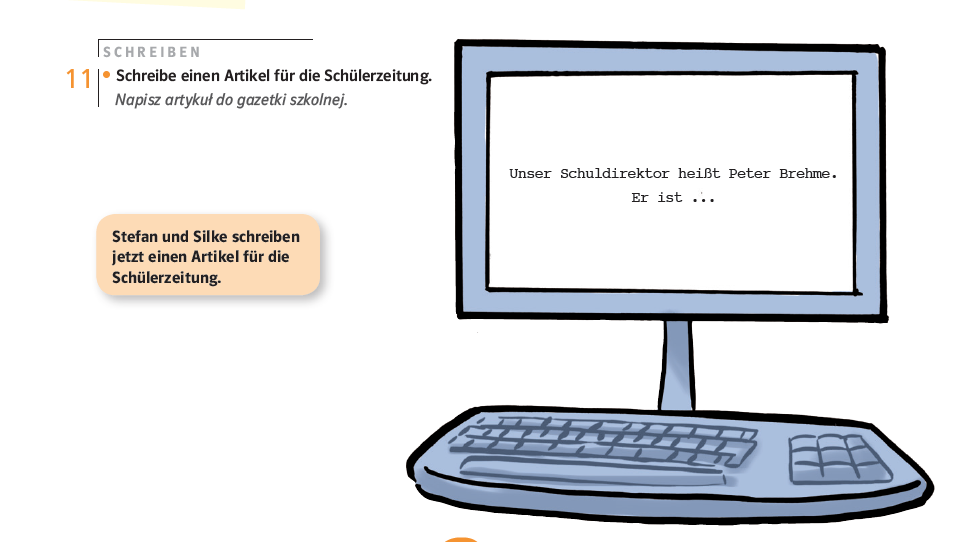 SCHREIBEN
11 • Schreibe einen Artikel für die Schülerzeitung.
Napisz artykuł do gazetki szkolnej.
Stefan und Silke schreiben
jetzt einen Artikel für die
Schülerzeitung.
Unser Schuldirektor heißt Peter Brehme.
Er ist ...